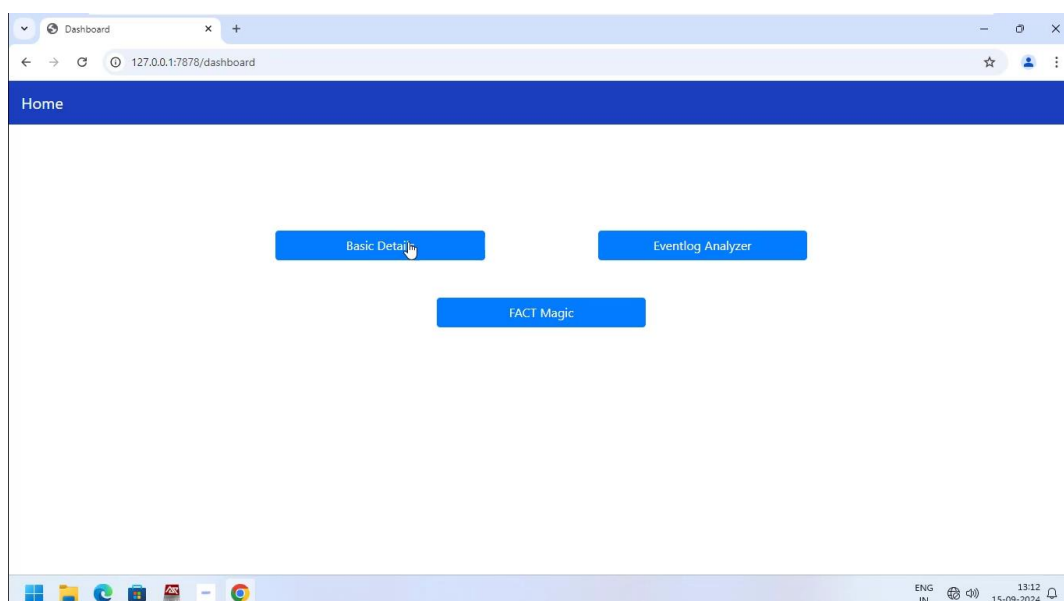 Dashboard
127.0.0.1:7878/dashboard
Home
Basic Details
Eventlog Analyzer
FACT Magic
ENG
IN
13:12
15-09-2024